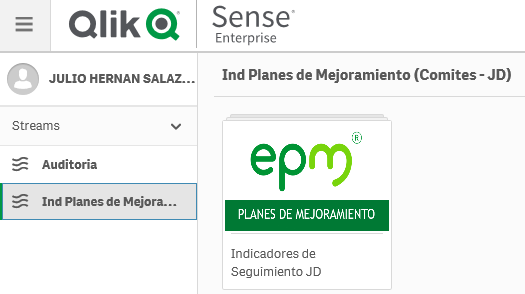 Qlik Q Sense®
Enterprise
JULIO HERNAN SALAZ...
Streams
Auditoria
Ind Planes de Mejora...
Ind Planes de Mejoramiento (Comites - JD)
epm®
PLANES DE MEJORAMIENTO
Indicadores de
Seguimiento JD